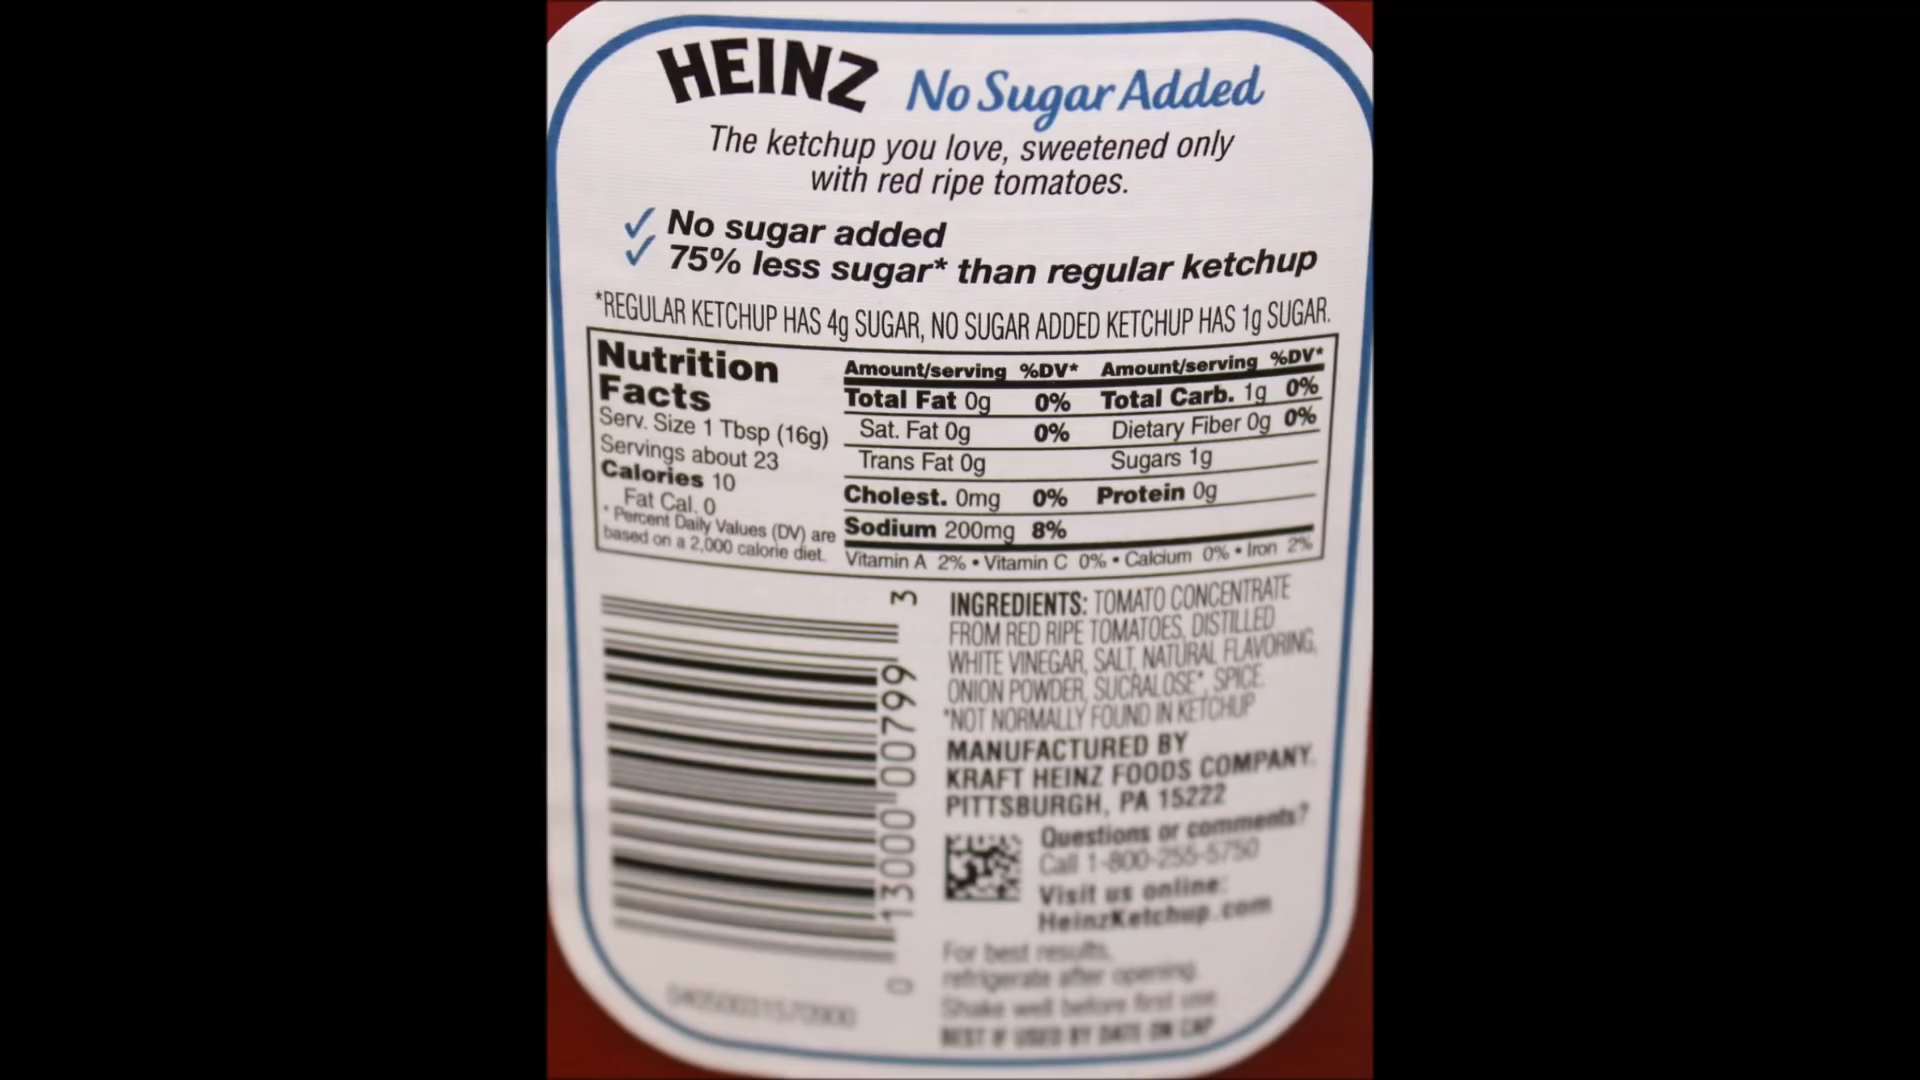 HEINZ No Sugar Added
The ketchup you love, sweetened only
with red ripe tomatoes.
✓ No sugar added
✓ 75% less sugar* than regular ketchup
*REGULAR KETCHUP HAS 4g SUGAR, NO SUGAR ADDED KETCHUP HAS 1g SUGAR.
Nutrition
Facts
Serv. Size 1 Tbsp (16g)
Servings about 23
Calories 10
Fat Cal. 0
* Percent Daily Values (DV) are
based on a 2,000 calorie diet.
Amount/serving %DV*
Total Fat 0g 0%
Sat. Fat 0g 0%
Trans Fat 0g
Cholest. 0mg 0%
Sodium 200mg 8%
Amount/serving %DV*
Total Carb. 1g 0%
Dietary Fiber 0g 0%
Sugars 1g
Protein 0g
Vitamin A 2% • Vitamin C 0% • Calcium 0% • Iron 2%
0 13000 00799 3
INGREDIENTS: TOMATO CONCENTRATE
FROM RED RIPE TOMATOES, DISTILLED
WHITE VINEGAR, SALT, NATURAL FLAVORING,
ONION POWDER, SUCRALOSE*, SPICE.
*NOT NORMALLY FOUND IN KETCHUP
MANUFACTURED BY
KRAFT HEINZ FOODS COMPANY.
PITTSBURGH, PA 15222
Questions or comments?
Call 1-800-255-5750
Visit us online:
HeinzKetchup.com
For best results,
refrigerate after opening.
Shake well before first use.
BEST IF USED BY DATE ON CAP